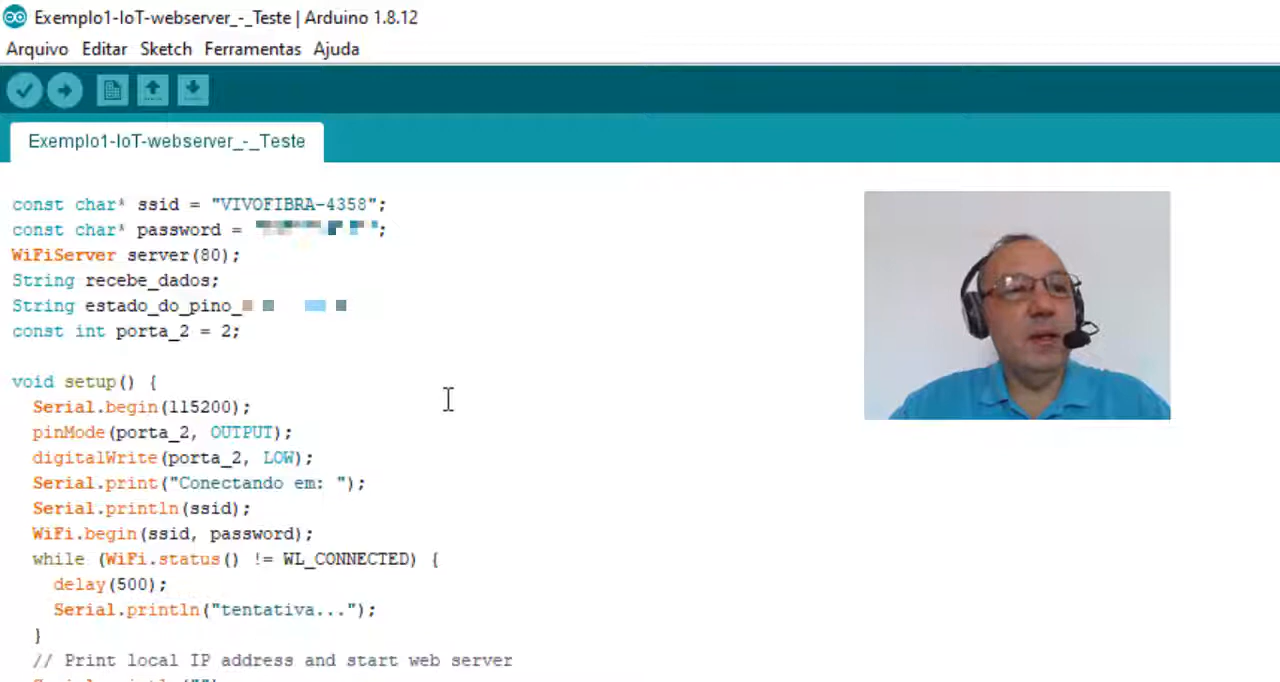 Exemplo1-IoT-webserver_-_Teste | Arduino 1.8.12
Arquivo Editar Sketch Ferramentas Ajuda
Exemplo1-IoT-webserver_-_Teste
const char* ssid = "VIVOFIBRA-4358";
const char* password = ;
WiFiServer server(80);
String recebe_dados;
String estado_do_pino_
const int porta_2 = 2;
void setup() {
Serial.begin(115200);
pinMode(porta_2, OUTPUT);
digitalWrite(porta_2, LOW);
Serial.print("Conectando em: ");
Serial.println(ssid);
WiFi.begin(ssid, password);
while (WiFi.status() != WL_CONNECTED) {
delay(500);
Serial.println("tentativa...");
}
// Print local IP address and start web server